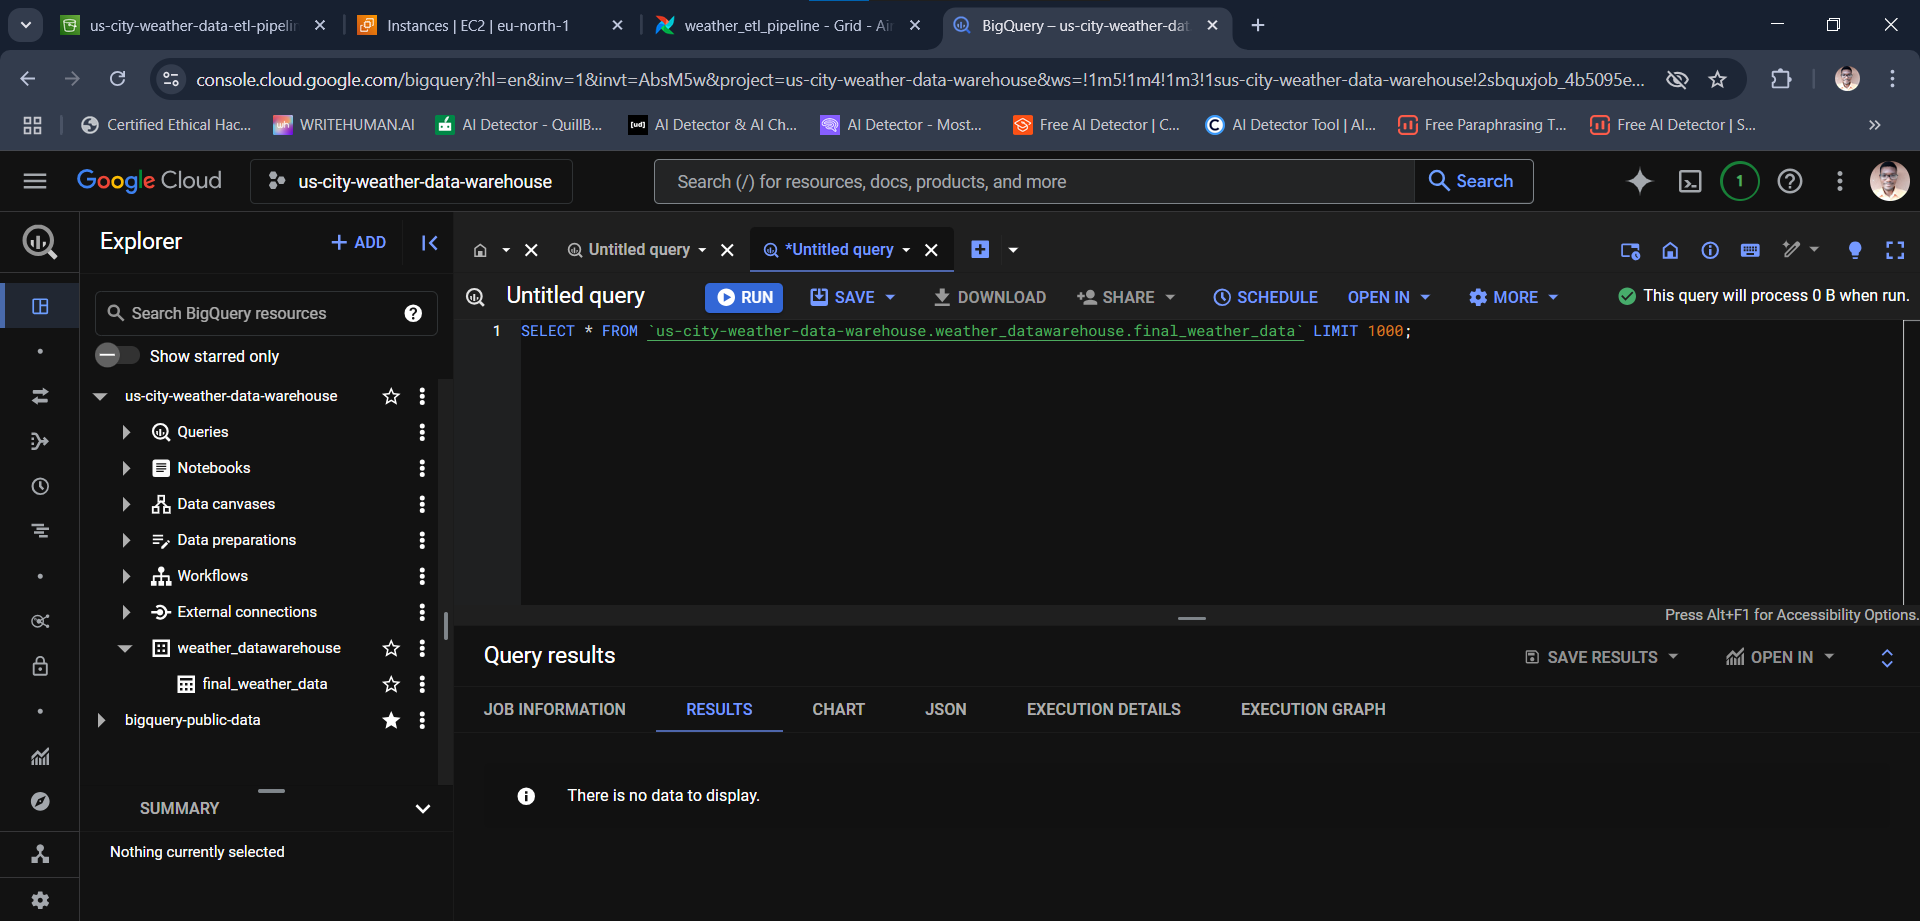 us-city-weather-data-etl-pipelin
Instances | EC2 | eu-north-1
weather_etl_pipeline - Grid - Air
BigQuery – us-city-weather-dat
console.cloud.google.com/bigquery?hl=en&inv=1&invt=AbsM5w&project=us-city-weather-data-warehouse&ws=!1m5!1m4!1m3!1sus-city-weather-data-warehouse!2sbquxjob_4b5095e...
Certified Ethical Hac...
WRITEHUMAN.AI
AI Detector - QuillB...
AI Detector & AI Ch...
AI Detector - Most...
Free AI Detector | C...
AI Detector Tool | AI...
Free Paraphrasing T...
Free AI Detector | S...
Google Cloud
us-city-weather-data-warehouse
Search (/) for resources, docs, products, and more
Search
1
Explorer
+ ADD
Search BigQuery resources
Show starred only
us-city-weather-data-warehouse
Queries
Notebooks
Data canvases
Data preparations
Workflows
External connections
weather_datawarehouse
final_weather_data
bigquery-public-data
SUMMARY
Nothing currently selected
Untitled query
*Untitled query
Untitled query
RUN
SAVE
DOWNLOAD
SHARE
SCHEDULE
OPEN IN
MORE
This query will process 0 B when run.
1 SELECT * FROM `us-city-weather-data-warehouse.weather_datawarehouse.final_weather_data` LIMIT 1000;
Press Alt+F1 for Accessibility Options.
Query results
SAVE RESULTS
OPEN IN
JOB INFORMATION
RESULTS
CHART
JSON
EXECUTION DETAILS
EXECUTION GRAPH
There is no data to display.